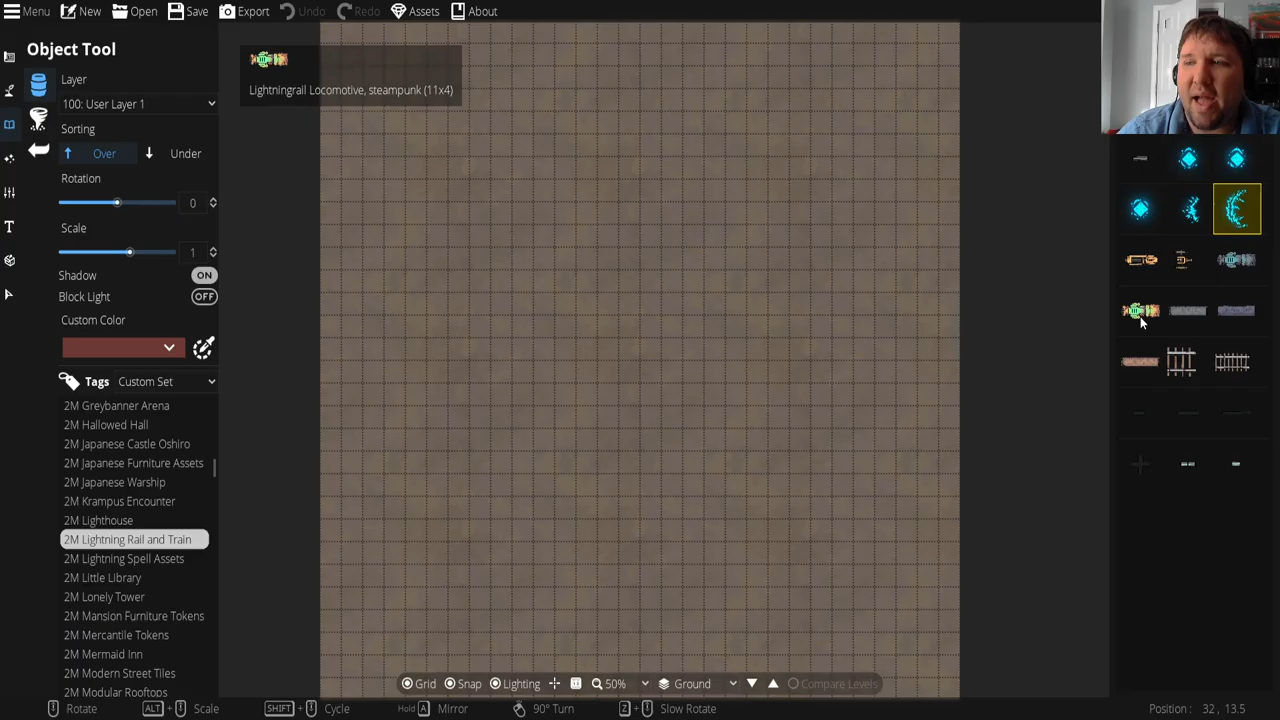 Menu New Open Save Export Undo Redo Assets About
Object Tool
Layer
100: User Layer 1
Sorting
Over Under
Rotation
0
Scale
1
Shadow ON
Block Light OFF
Custom Color
Tags Custom Set
2M Greybanner Arena
2M Hallowed Hall
2M Japanese Castle Oshiro
2M Japanese Furniture Assets
2M Japanese Warship
2M Krampus Encounter
2M Lighthouse
2M Lightning Rail and Train
2M Lightning Spell Assets
2M Little Library
2M Lonely Tower
2M Mansion Furniture Tokens
2M Mercantile Tokens
2M Mermaid Inn
2M Modern Street Tiles
2M Modular Rooftops
Lightningrail Locomotive, steampunk (11x4)
Grid Snap Lighting 50% Ground Compare Levels
Rotate ALT + Scale SHIFT + Cycle Hold A Mirror 90° Turn Z + Slow Rotate Position : 32 , 13.5